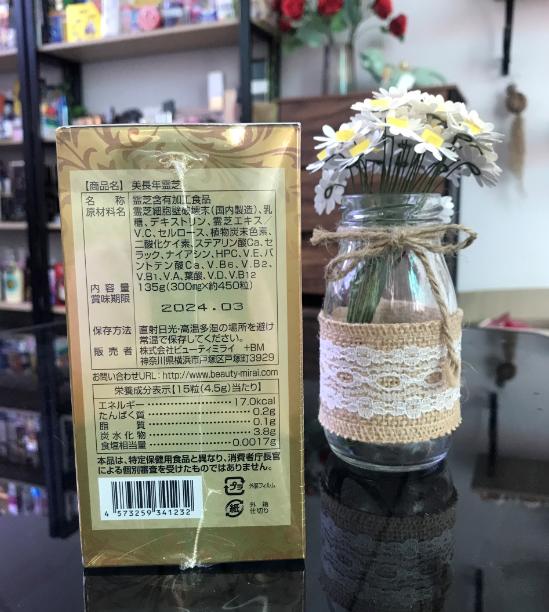 【商品名】 美長年霊芝
名称 霊芝含有加工食品
原材料名 霊芝細胞壁破壊末(国内製造)、乳
糖、デキストリン、霊芝エキス/
V.C、セルロース、植物炭末色素、
二酸化ケイ素、ステアリン酸Ca、セ
ラック、ナイアシン、HPC、V.E、パ
ントテン酸Ca、V.B6、V.B2、
V.B1、V.A、葉酸、V.D、V.B12
内容量 135g(300mg×約450粒)
賞味期限 2024.03
保存方法 直射日光・高温多湿の場所を避け
常温で保存してください。
販売者 株式会社ビューティミライ +BM
神奈川県横浜市戸塚区戸塚町3929
お問い合わせURL:http://www.beauty-mirai.com
栄養成分表示【15粒(4.5g)当たり】
エネルギー 17.0kcal
たんぱく質 0.2g
脂質 0.1g
炭水化物 3.8g
食塩相当量 0.0017g
本品は、特定保健用食品と異なり、消費者庁長官
による個別審査を受けたものではありません。
4 573259 341232
プラ 外装フィルム
紙 外箱
仕切り